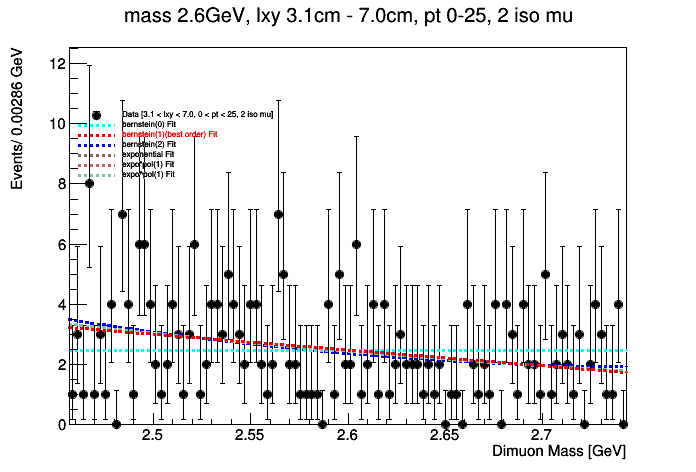 mass 2.6GeV, lxy 3.1cm - 7.0cm, pt 0-25, 2 iso mu
Events/ 0.00286 GeV
12
10
8
6
4
2
0
Data [3.1 < lxy < 7.0, 0 < pt < 25, 2 iso mu]
bernstein(0) Fit
bernstein(1)(best order) Fit
bernstein(2) Fit
exponential Fit
expo*pol(1) Fit
expo*pol(1) Fit
2.5 2.55 2.6 2.65 2.7
Dimuon Mass [GeV]